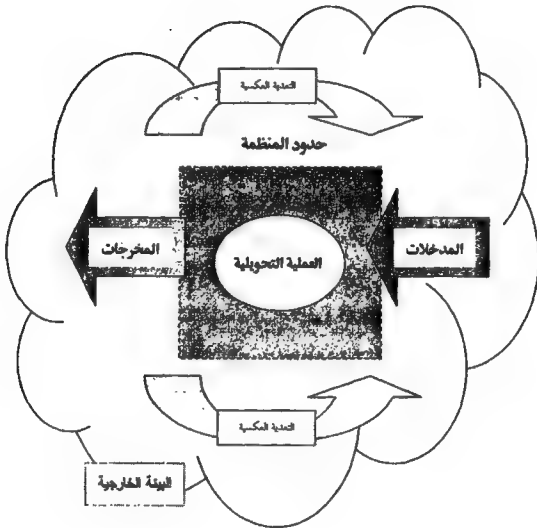 التغذية العكسية
حدود المنظمة
المدخلات
العملية التحويلية
المخرجات
التغذية العكسية
البيئة الخارجية